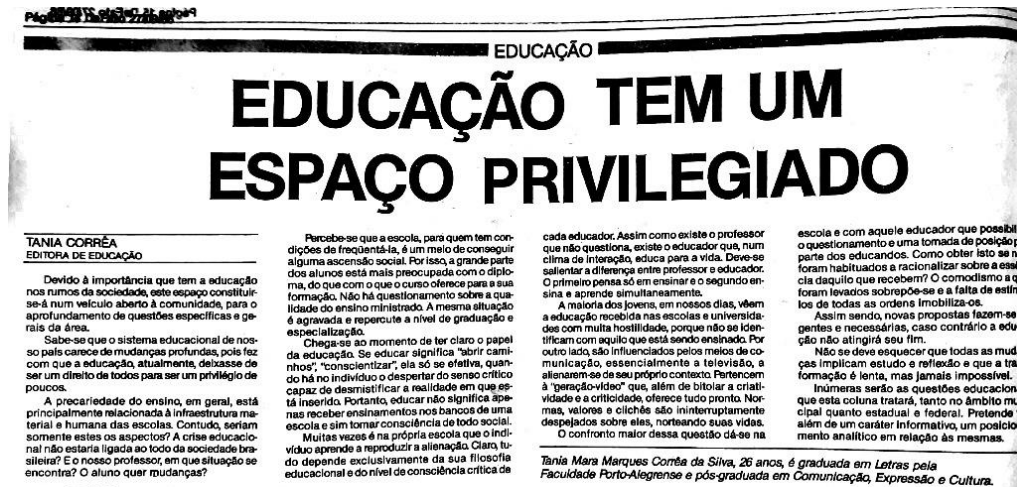 EDUCAÇÃO
EDUCAÇÃO TEM UM
ESPAÇO PRIVILEGIADO
TANIA CORRÊA
EDITORA DE EDUCAÇÃO
Devido à importância que tem a educação
nos rumos da sociedade, este espaço constituir-
se-á num veículo aberto à comunidade, para o
aprofundamento de questões específicas e ge-
rais da área.
Sabe-se que o sistema educacional de nos-
so país carece de mudanças profundas, pois fez
com que a educação, atualmente, deixasse de
ser um direito de todos para ser um privilégio de
poucos.
A precariedade do ensino, em geral, está
principalmente relacionada à infraestrutura ma-
terial e humana das escolas. Contudo, seriam
somente estes os aspectos? A crise educacio-
nal não estaria ligada ao todo da sociedade bra-
sileira? E o nosso professor, em que situação se
encontra? O aluno quer mudanças?
Percebe-se que a escola, para quem tem con-
dições de freqüentá-la, é um meio de conseguir
alguma ascensão social. Por isso, a grande parte
dos alunos está mais preocupada com o diplo-
ma, do que com o que o curso oferece para a sua
formação. Não há questionamento sobre a qua-
lidade do ensino ministrado. A mesma situação
é agravada e repercute a nível de graduação e
especialização.
Chega-se ao momento de ter claro o papel
da educação. Se educar significa "abrir cami-
nhos", "conscientizar", ela só se efetiva, quan-
do há no indivíduo o despertar do senso crítico
capaz de desmistificar a realidade em que es-
tá inserido. Portanto, educar não significa ape-
nas receber ensinamentos nos bancos de uma
escola e sim tomar consciência do todo social.
Muitas vezes é na própria escola que o indi-
víduo aprende a reproduzir a alienação. Claro, tu-
do depende exclusivamente da sua filosofia
educacional e do nível de consciência crítica de
cada educador. Assim como existe o professor
que não questiona, existe o educador que, num
clima de interação, educa para a vida. Deve-se
salientar a diferença entre professor e educador.
O primeiro pensa só em ensinar e o segundo en-
sina e aprende simultaneamente.
A maioria dos jovens, em nossos dias, vêem
a educação recebida nas escolas e universida-
des com muita hostilidade, porque não se iden-
tificam com aquilo que está sendo ensinado. Por
outro lado, são influenciados pelos meios de co-
municação, essencialmente a televisão, a
alienarem-se de seu próprio contexto. Pertencem
à "geração-vídeo" que, além de bitolar a criati-
vidade e a criticidade, oferece tudo pronto. Nor-
mas, valores e clichês são ininterruptamente
despejados sobre eles, norteando suas vidas.
O confronto maior dessa questão dá-se na
escola e com aquele educador que possibil
o questionamento e uma tomada de posição p
parte dos educandos. Como obter isto se n
foram habituados a racionalizar sobre a ess
cia daquilo que recebem? O comodismo a q
foram levados sobrepõe-se e a falta de estím
los de todas as ordens imobiliza-os.
Assim sendo, novas propostas fazem-se
gentes e necessárias, caso contrário a edu
ção não atingirá seu fim.
Não se deve esquecer que todas as mud
ças implicam estudo e reflexão e que a tra
formação é lenta, mas jamais impossível.
Inúmeras serão as questões educacion
que esta coluna tratará, tanto no âmbito mu
cipal quanto estadual e federal. Pretende
além de um caráter informativo, um posicio
mento analítico em relação às mesmas.
Tania Mara Marques Corrêa da Silva, 26 anos, é graduada em Letras pela
Faculdade Porto-Alegrense e pós-graduada em Comunicação, Expressão e Cultura.